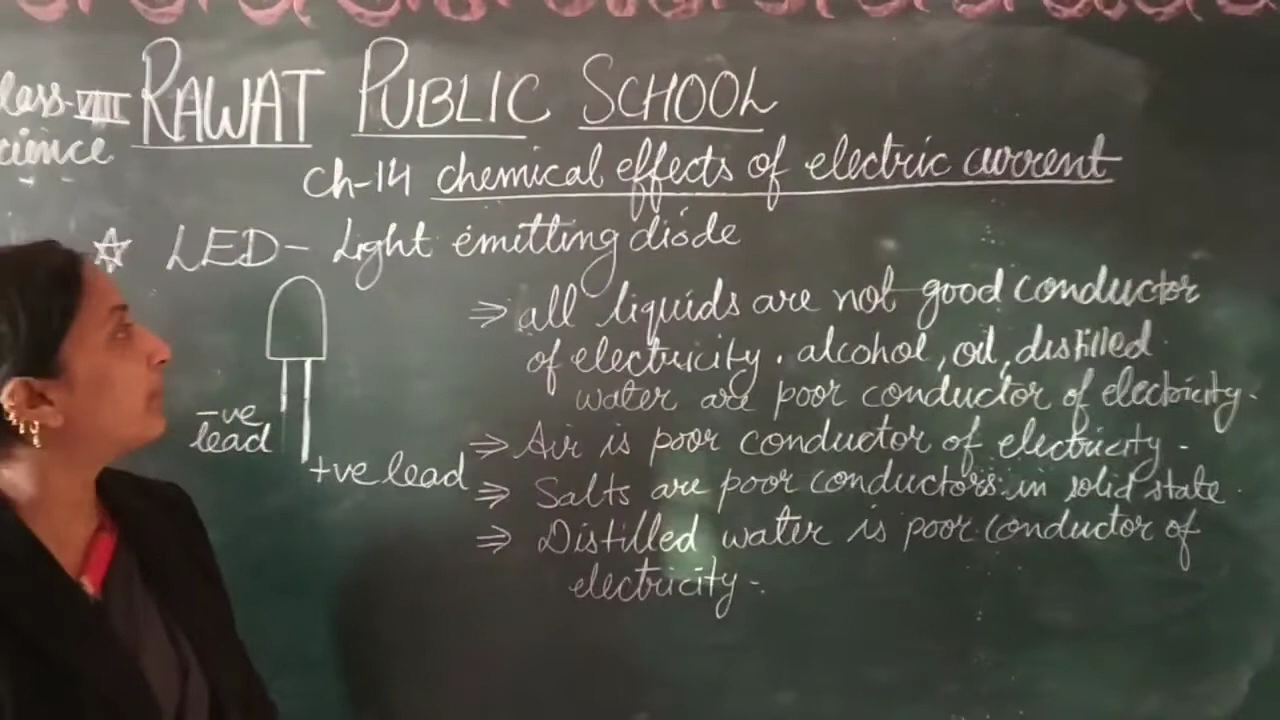 lass-VIII RAWAT PUBLIC SCHOOL
cience
ch-14 chemical effects of electric current
☆ LED - Light emitting diode
⇒ all liquids are not good conductor
of electricity. alcohol, oil, distilled
water are poor conductor of electricity.
-ve
lead
+ve lead
⇒ Air is poor conductor of electricity.
⇒ Salts are poor conductors in solid state.
⇒ Distilled water is poor conductor of
electricity.